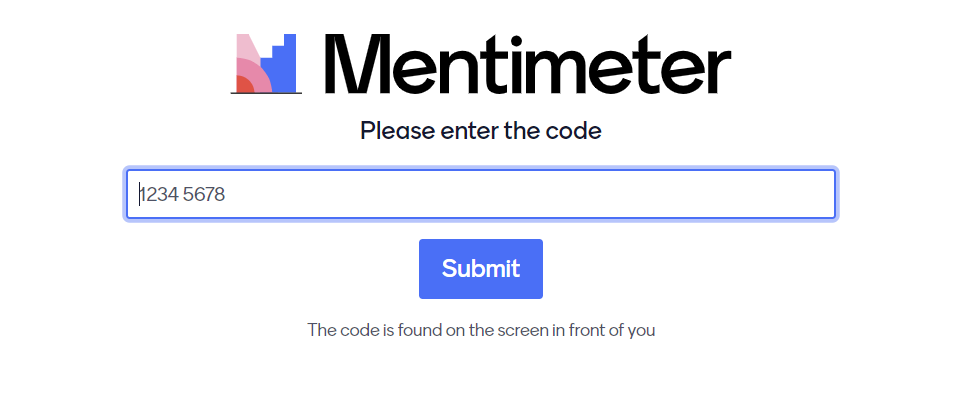 Mentimeter
Please enter the code
1234 5678
Submit
The code is found on the screen in front of you